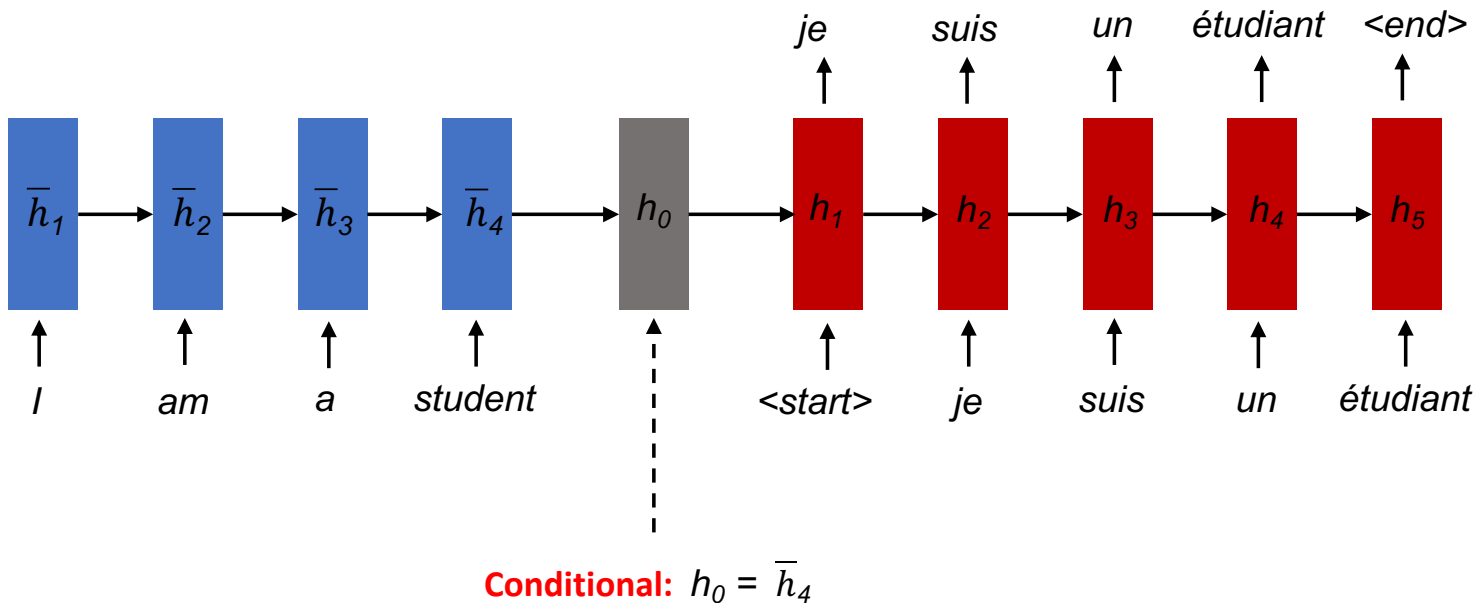 je suis un étudiant <end>
h̅₁ h̅₂ h̅₃ h̅₄ h₀ h₁ h₂ h₃ h₄ h₅
I am a student <start> je suis un étudiant
Conditional: h₀ = h̅₄